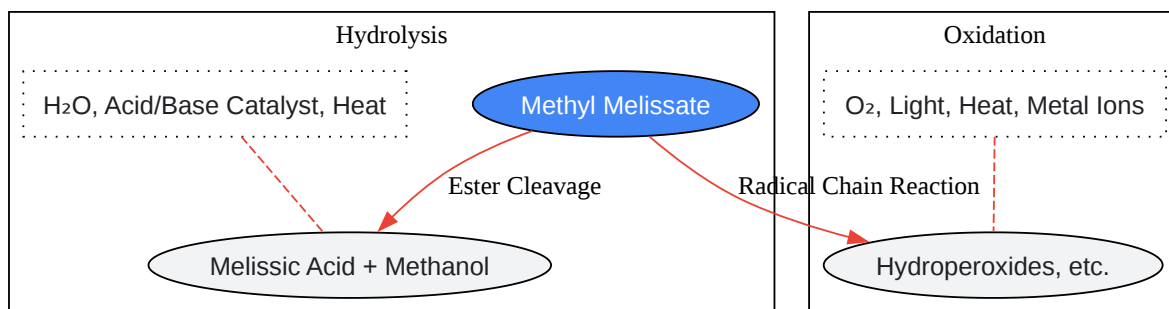 Hydrolysis
Oxidation
H₂O, Acid/Base Catalyst, Heat
Methyl Melissate
O₂, Light, Heat, Metal Ions
Ester Cleavage
Radical Chain Reaction
Melissic Acid + Methanol
Hydroperoxides, etc.